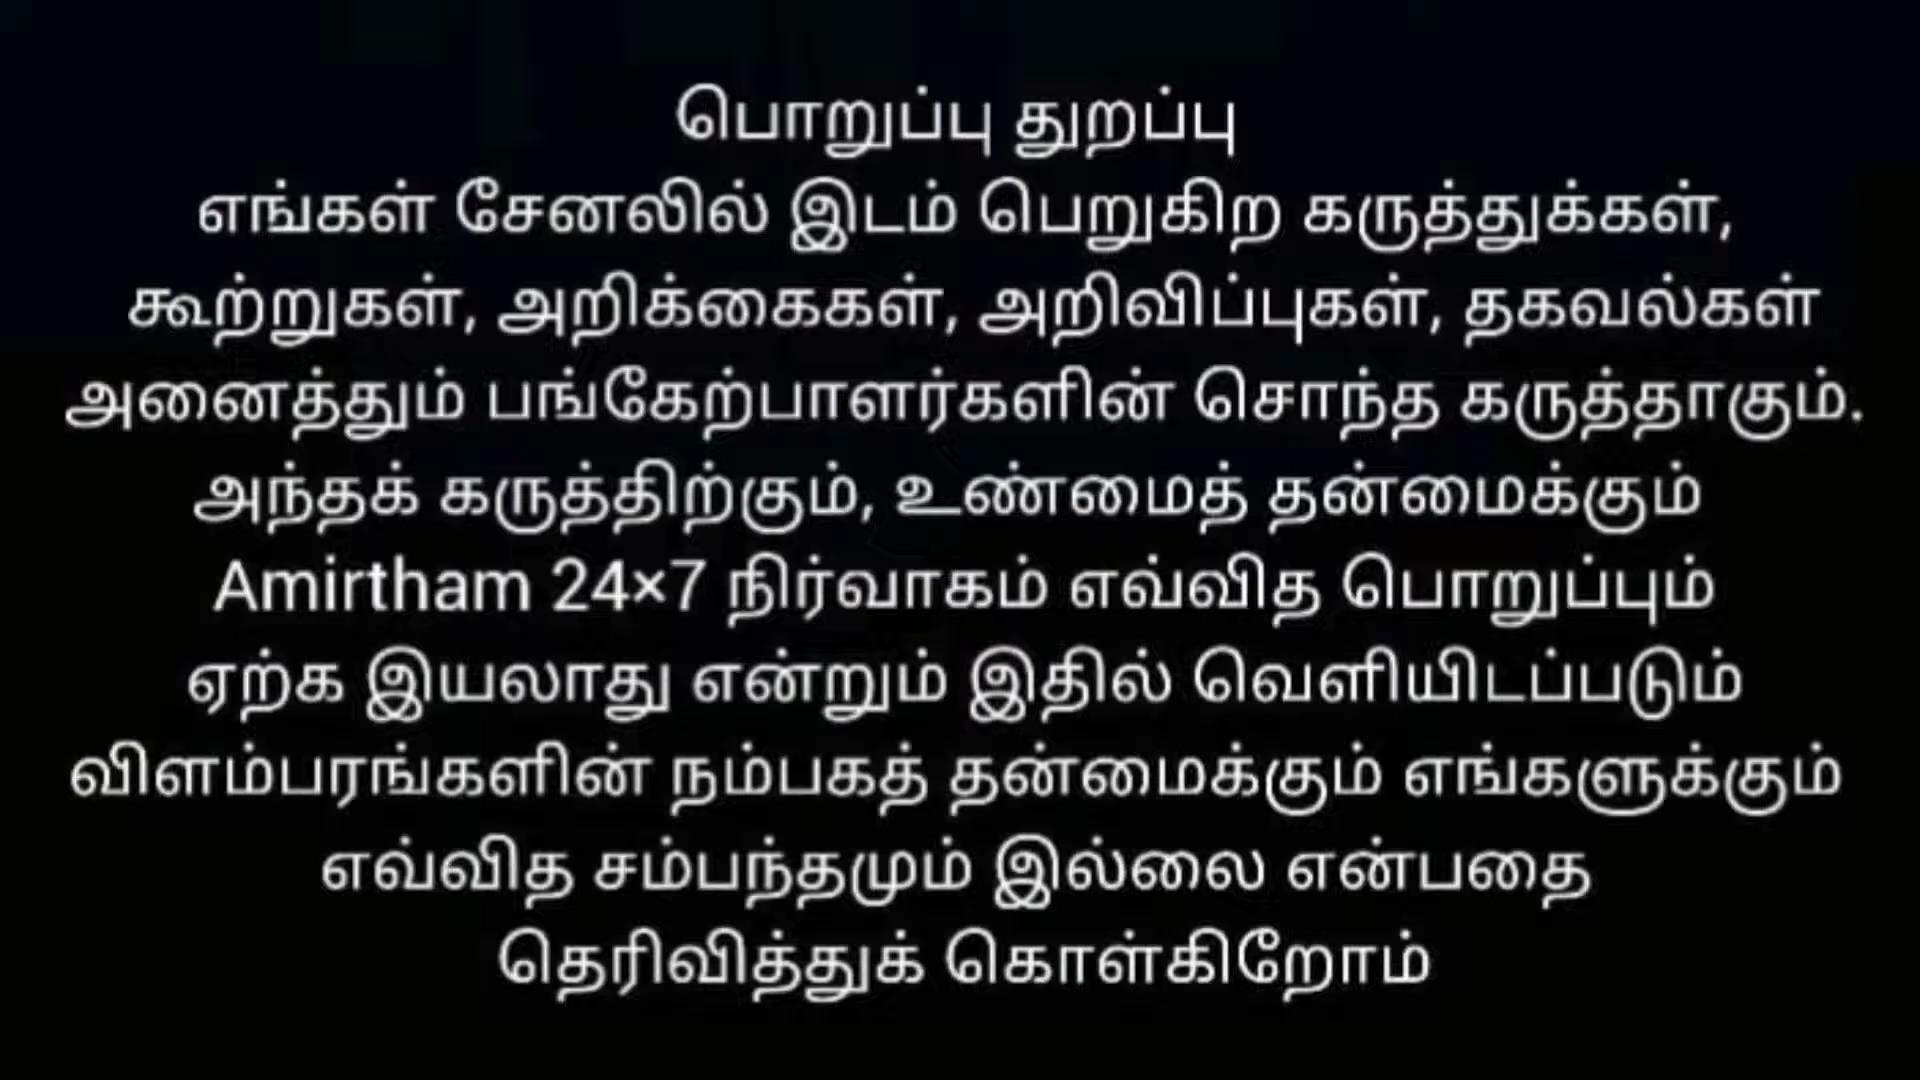 பொறுப்பு துறப்பு
எங்கள் சேனலில் இடம் பெறுகிற கருத்துக்கள்,
கூற்றுகள், அறிக்கைகள், அறிவிப்புகள், தகவல்கள்
அனைத்தும் பங்கேற்பாளர்களின் சொந்த கருத்தாகும்.
அந்தக் கருத்திற்கும், உண்மைத் தன்மைக்கும்
Amirtham 24×7 நிர்வாகம் எவ்வித பொறுப்பும்
ஏற்க இயலாது என்றும் இதில் வெளியிடப்படும்
விளம்பரங்களின் நம்பகத் தன்மைக்கும் எங்களுக்கும்
எவ்வித சம்பந்தமும் இல்லை என்பதை
தெரிவித்துக் கொள்கிறோம்